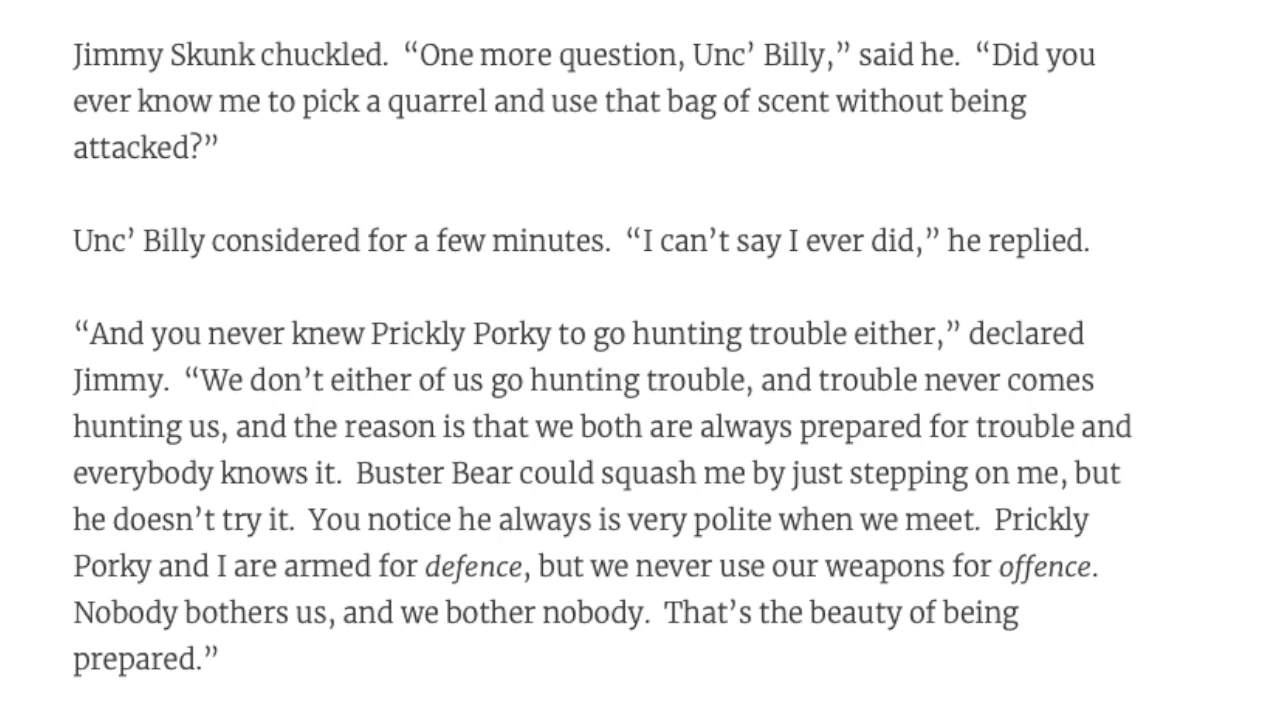 Jimmy Skunk chuckled.  “One more question, Unc’ Billy,” said he.  “Did you
ever know me to pick a quarrel and use that bag of scent without being
attacked?”
Unc’ Billy considered for a few minutes.  “I can’t say I ever did,” he replied.
“And you never knew Prickly Porky to go hunting trouble either,” declared
Jimmy.  “We don’t either of us go hunting trouble, and trouble never comes
hunting us, and the reason is that we both are always prepared for trouble and
everybody knows it.  Buster Bear could squash me by just stepping on me, but
he doesn’t try it.  You notice he always is very polite when we meet.  Prickly
Porky and I are armed for defence, but we never use our weapons for offence.
Nobody bothers us, and we bother nobody.  That’s the beauty of being
prepared.”